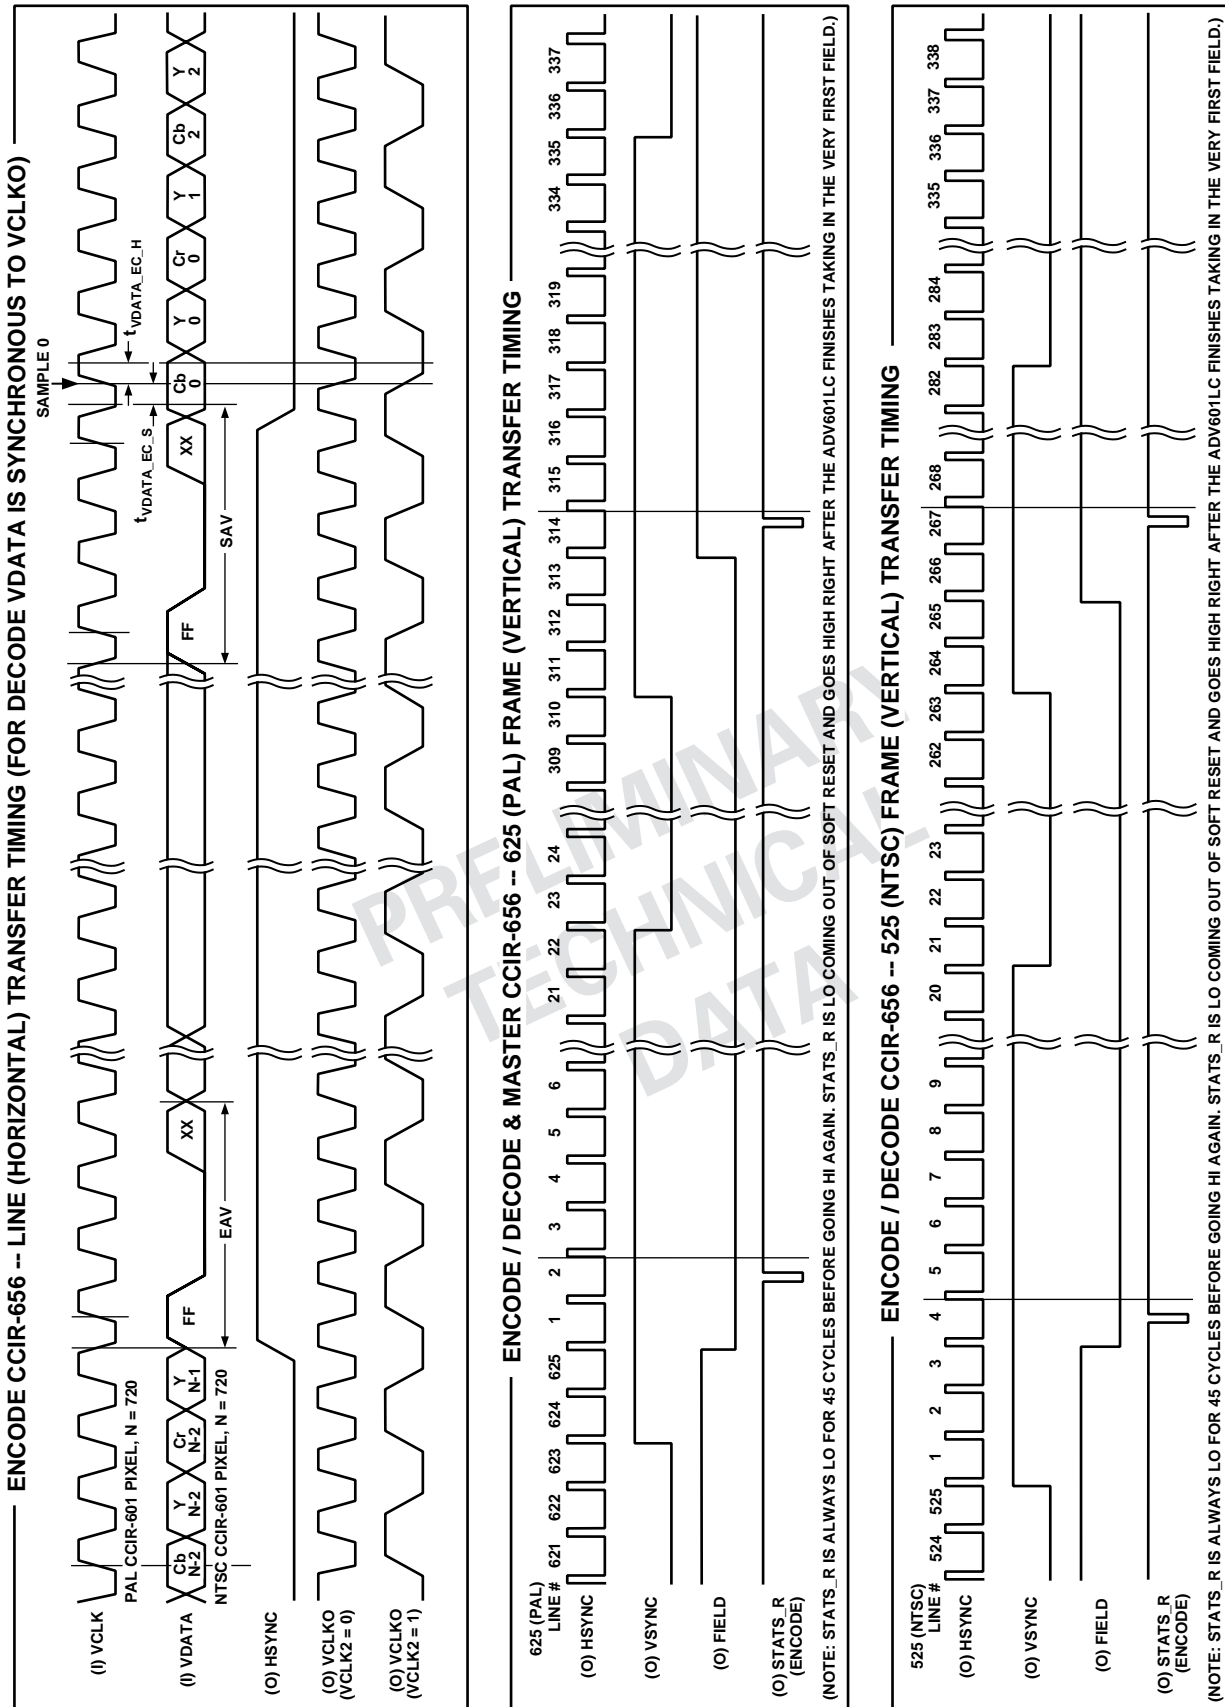 ENCODE CCIR-656 -- LINE (HORIZONTAL) TRANSFER TIMING (FOR DECODE VDATA IS SYNCHRONOUS TO VCLKO)
SAMPLE 0
(I) VCLK
PAL CCIR-601 PIXEL, N = 720
tVDATA_EC_S
tVDATA_EC_H
(I) VDATA
Cb N-2 Y N-2 Cr N-2 Y N-1 FF XX FF XX Cb 0 Y 0 Cr 0 Y 1 Cb 2 Y 2
NTSC CCIR-601 PIXEL, N = 720
EAV
SAV
(O) HSYNC
(O) VCLKO
(VCLK2 = 0)
(O) VCLKO
(VCLK2 = 1)
ENCODE / DECODE & MASTER CCIR-656 -- 625 (PAL) FRAME (VERTICAL) TRANSFER TIMING
625 (PAL)
LINE # 621 622 623 624 625 1 2 3 4 5 6 21 22 23 24 309 310 311 312 313 314 315 316 317 318 319 334 335 336 337
(O) HSYNC
(O) VSYNC
(O) FIELD
(O) STATS_R
(ENCODE)
(NOTE: STATS_R IS ALWAYS LO FOR 45 CYCLES BEFORE GOING HI AGAIN. STATS_R IS LO COMING OUT OF SOFT RESET AND GOES HIGH RIGHT AFTER THE ADV601LC FINISHES TAKING IN THE VERY FIRST FIELD.)
ENCODE / DECODE CCIR-656 -- 525 (NTSC) FRAME (VERTICAL) TRANSFER TIMING
525 (NTSC)
LINE # 524 525 1 2 3 4 5 6 7 8 9 20 21 22 23 262 263 264 265 266 267 268 282 283 284 335 336 337 338
(O) HSYNC
(O) VSYNC
(O) FIELD
(O) STATS_R
(ENCODE)
(NOTE: STATS_R IS ALWAYS LO FOR 45 CYCLES BEFORE GOING HI AGAIN. STATS_R IS LO COMING OUT OF SOFT RESET AND GOES HIGH RIGHT AFTER THE ADV601LC FINISHES TAKING IN THE VERY FIRST FIELD.)
PRELIMINARY
TECHNICAL
DATA